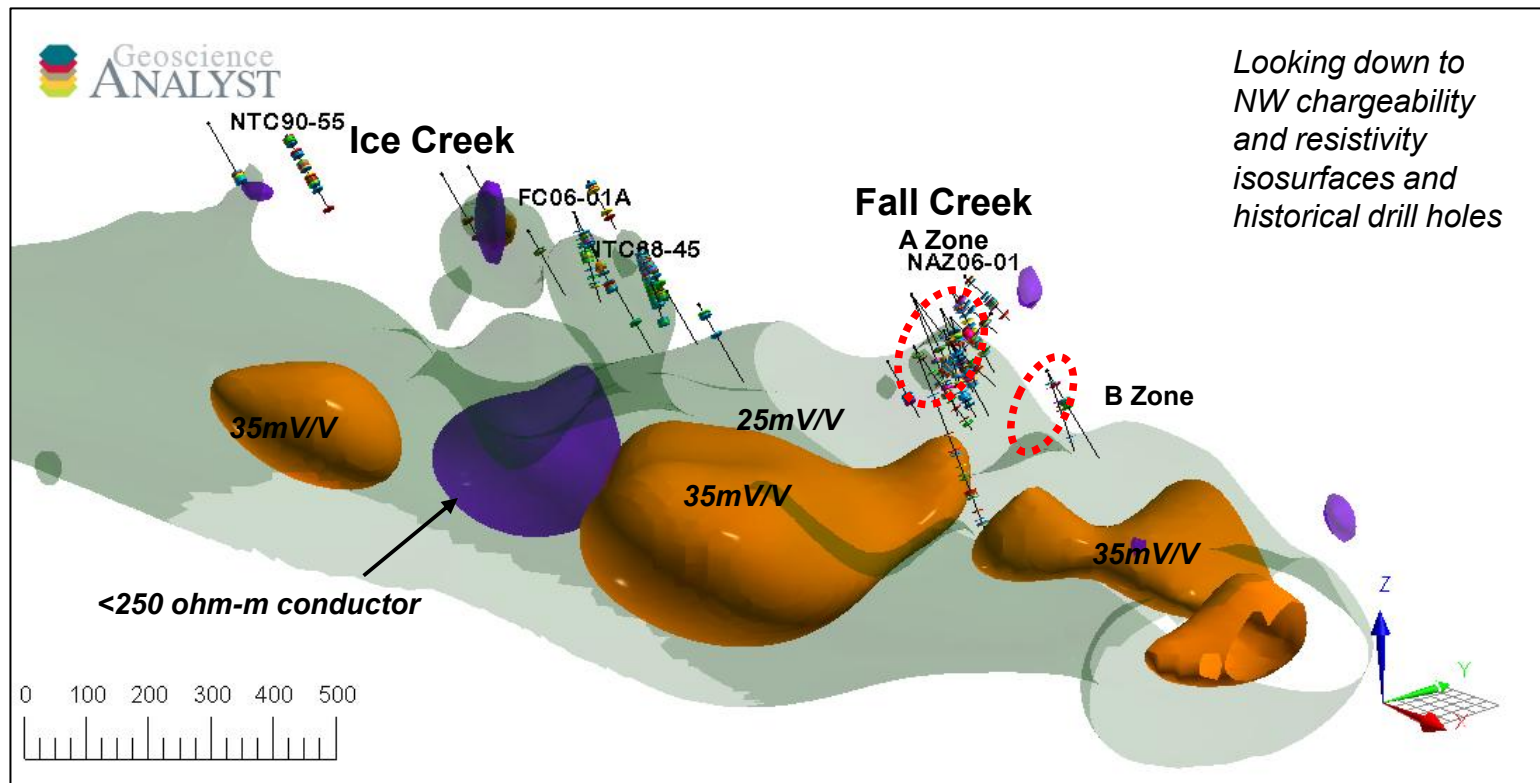 Geoscience
ANALYST
Looking down to
NW chargeability
and resistivity
isosurfaces and
historical drill holes
NTC90-55
Ice Creek
FC06-01A
NTC88-45
Fall Creek
A Zone
NAZ06-01
B Zone
35mV/V
25mV/V
35mV/V
35mV/V
<250 ohm-m conductor
0 100 200 300 400 500
Z
Y
X